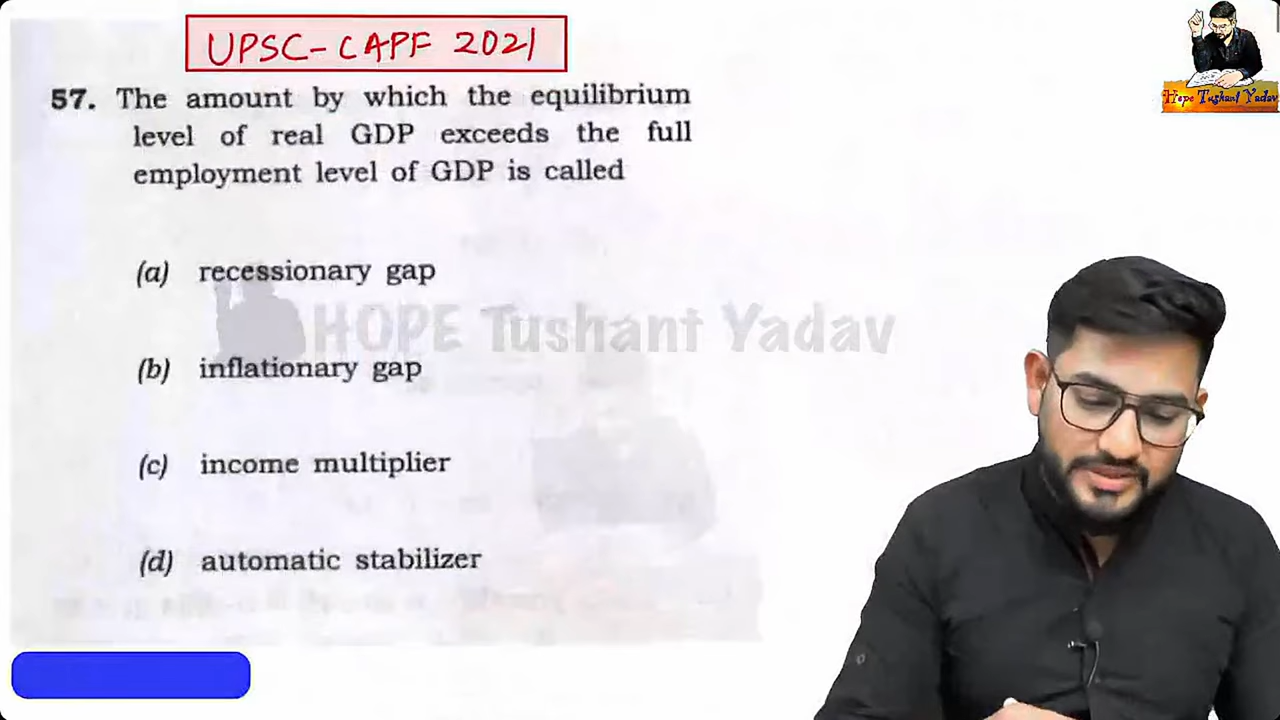 UPSC-CAPF 2021
Hope Tushant Yadav
57. The amount by which the equilibrium
level of real GDP exceeds the full
employment level of GDP is called
(a) recessionary gap
HOPE Tushant Yadav
(b) inflationary gap
(c) income multiplier
(d) automatic stabilizer